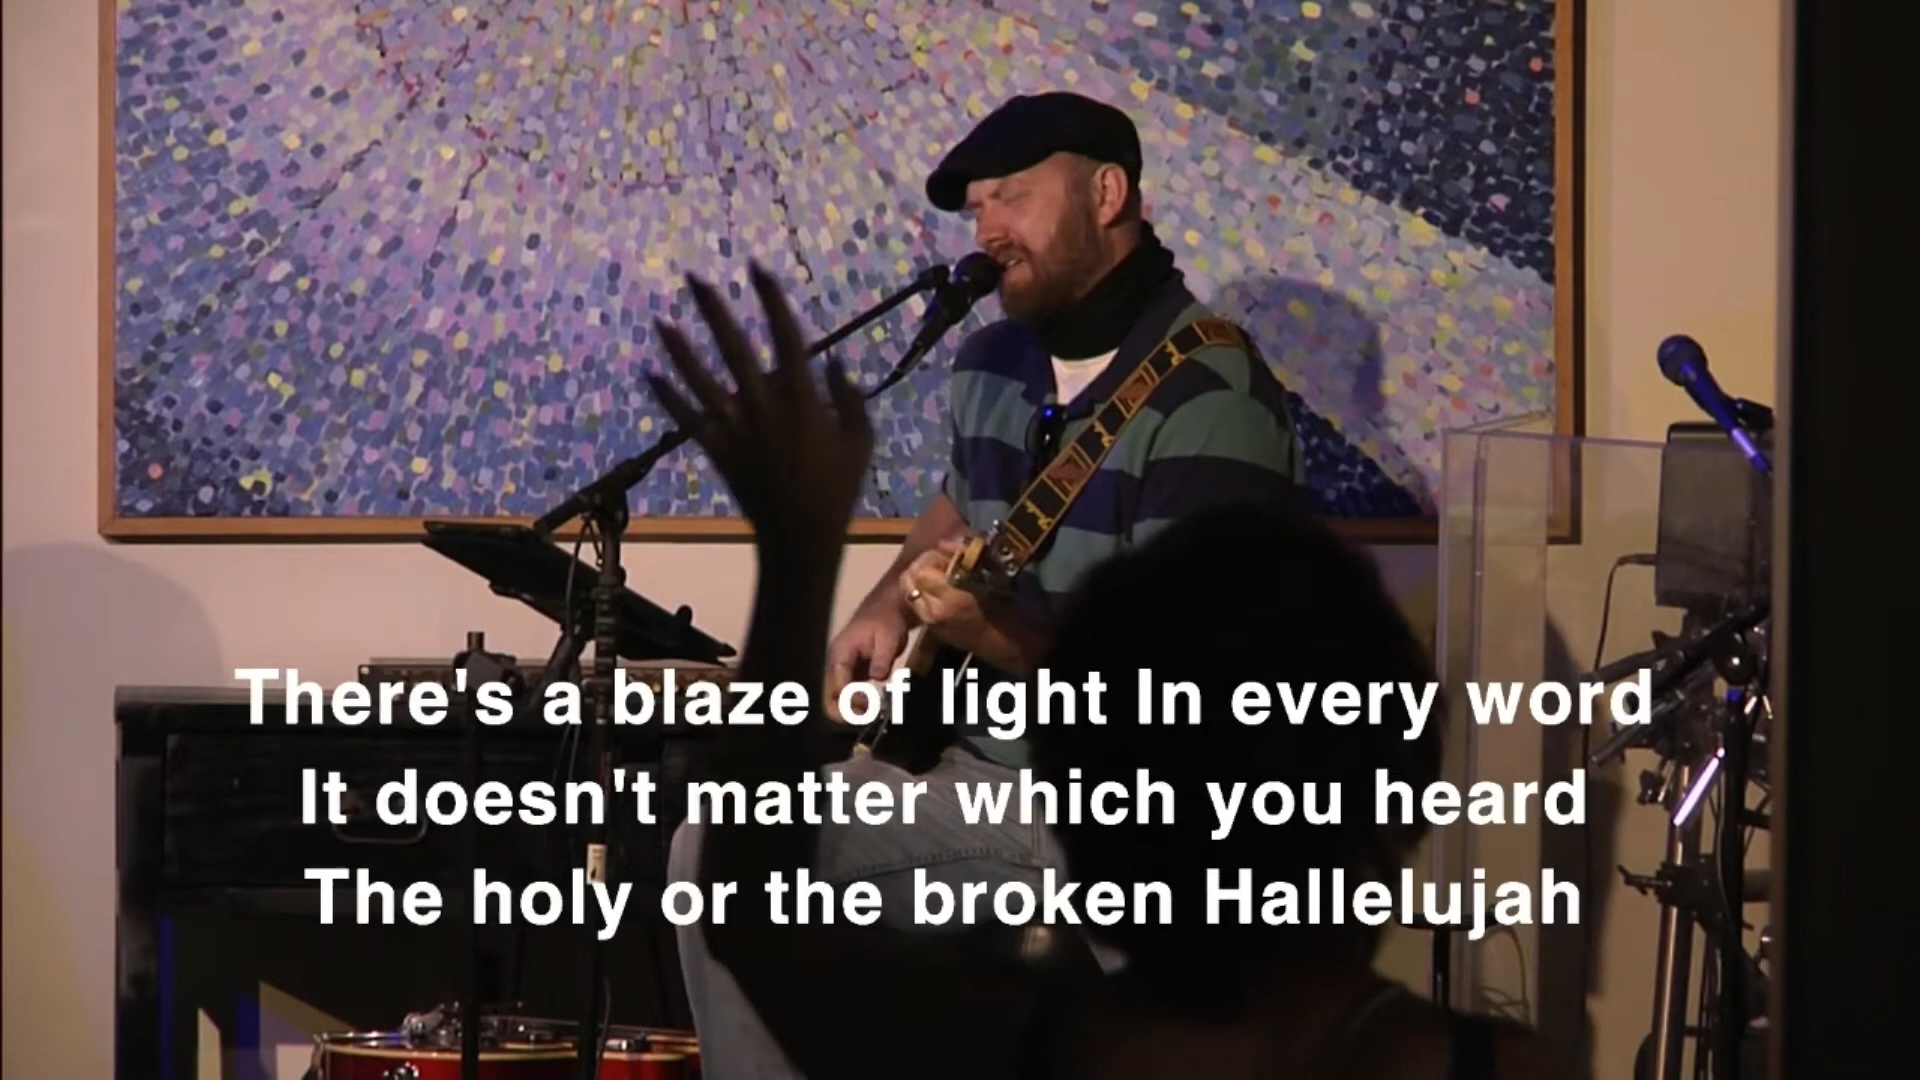 There's a blaze of light In every word
It doesn't matter which you heard
The holy or the broken Hallelujah